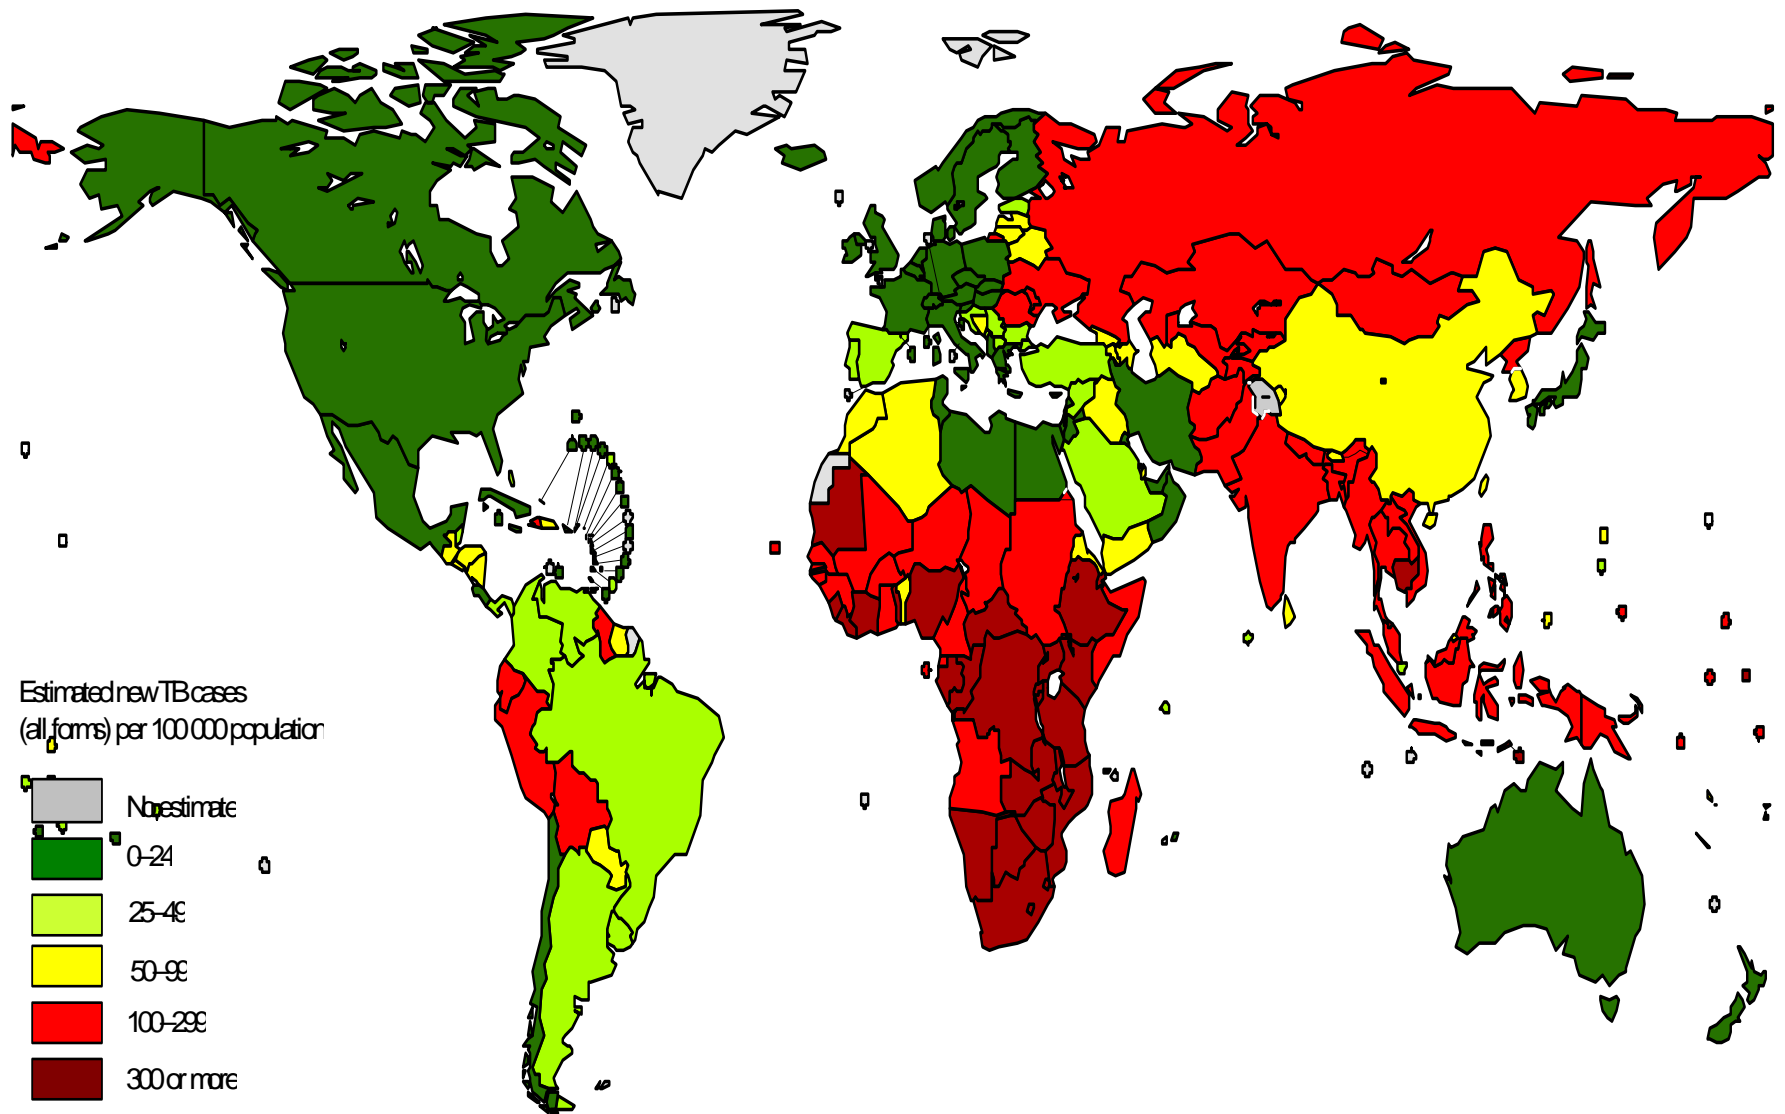 Estimated new TB cases
(all forms) per 100 000 population
No estimate
0–24
25–49
50–99
100–299
300 or more